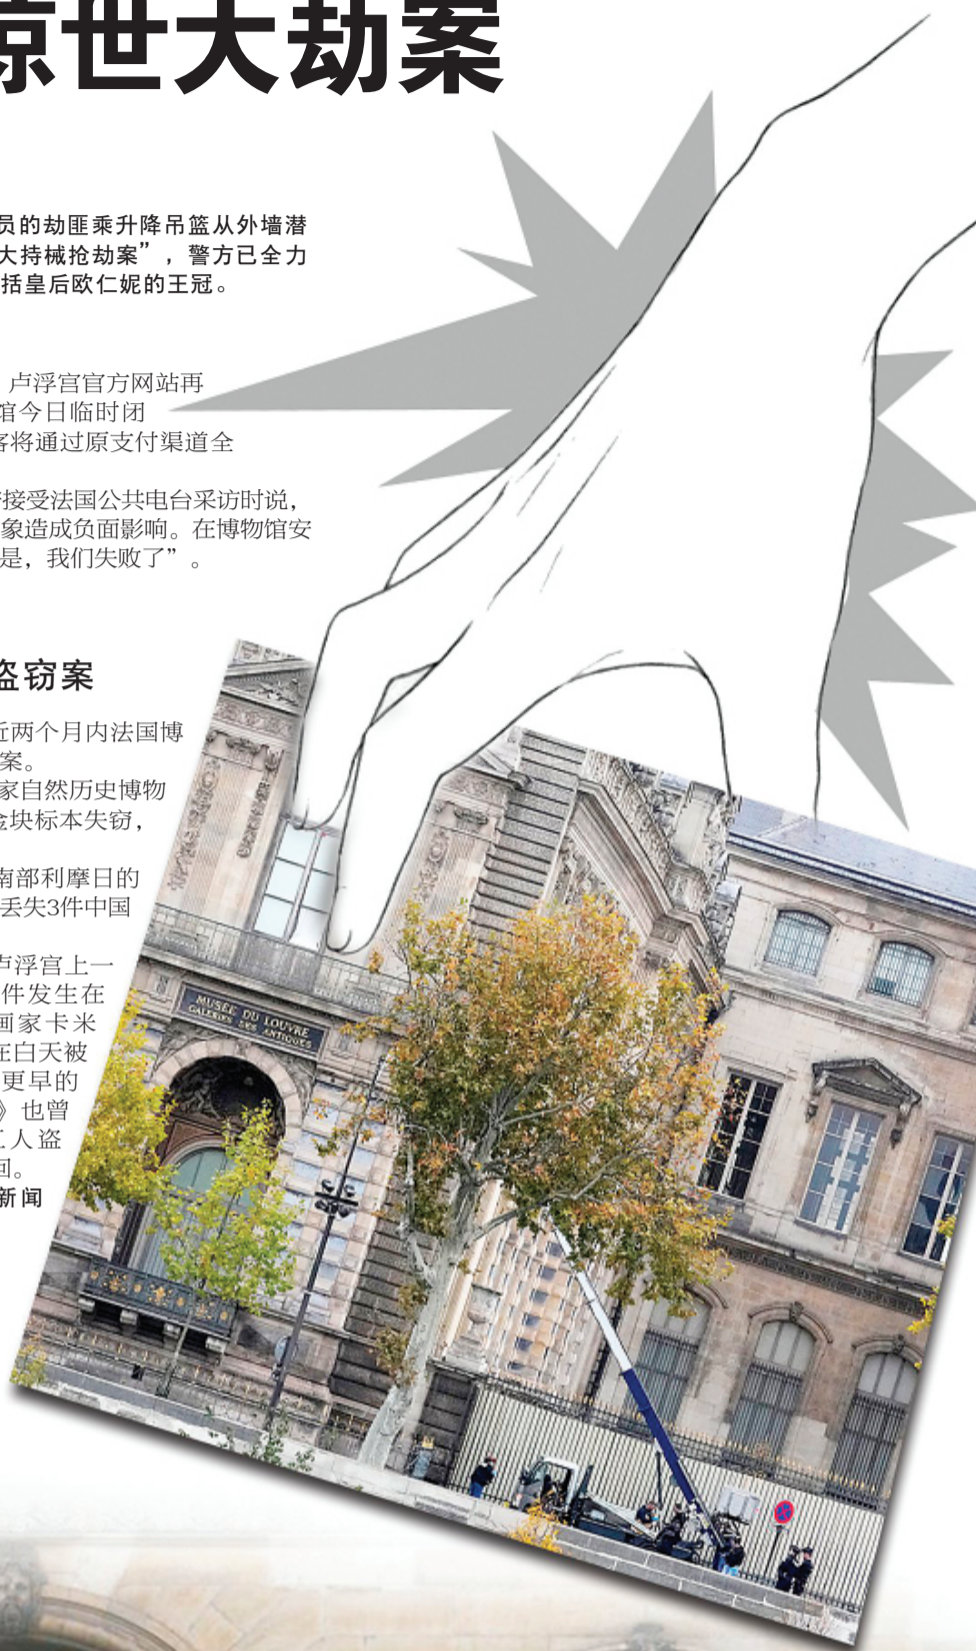 惊世大劫案
员的劫匪乘升降吊篮从外墙潜
大持械抢劫案”，警方已全力
括皇后欧仁妮的王冠。
卢浮宫官方网站再
馆今日临时闭
客将通过原支付渠道全
接受法国公共电台采访时说，
象造成负面影响。在博物馆安
是，我们失败了”。
盗窃案
近两个月内法国博
案。
家自然历史博物
金块标本失窃，
南部利摩日的
丢失3件中国
卢浮宫上一
件发生在
画家卡米
在白天被
更早的
》也曾
工人盗
回。
新闻
MUSÉE DU LOUVRE
GALERIES DES ANTIQUES